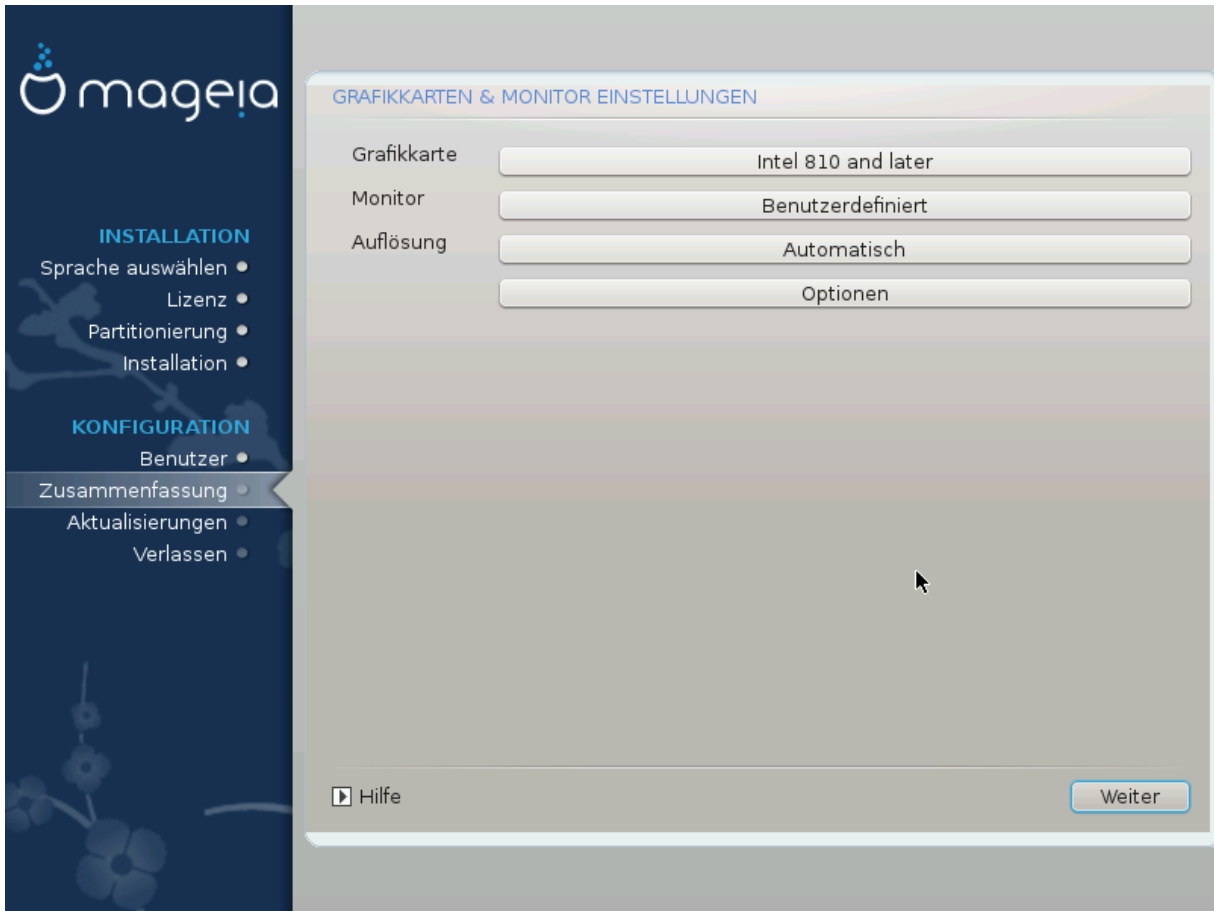 mageia
INSTALLATION
Sprache auswählen
Lizenz
Partitionierung
Installation
KONFIGURATION
Benutzer
Zusammenfassung
Aktualisierungen
Verlassen
GRAFIKKARTEN & MONITOR EINSTELLUNGEN
Grafikkarte Intel 810 and later
Monitor Benutzerdefiniert
Auflösung Automatisch
Optionen
Hilfe Weiter